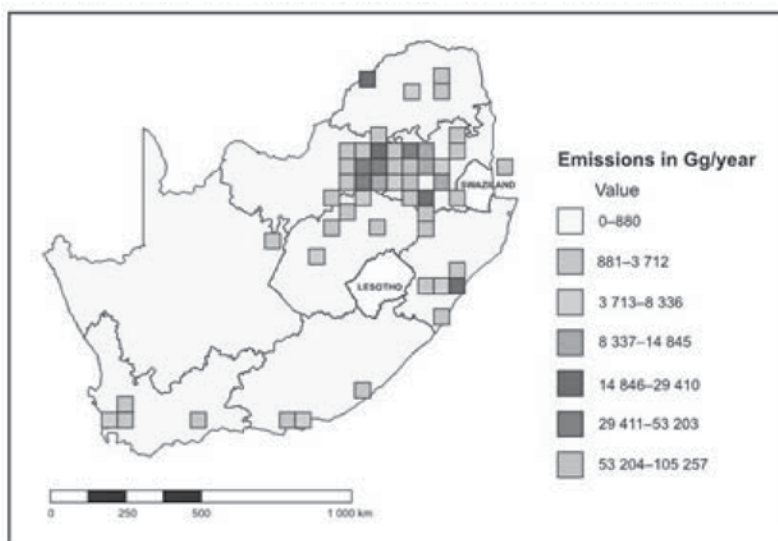 SWAZILAND
LESOTHO
Emissions in Gg/year
Value
0–880
881–3 712
3 713–8 336
8 337–14 845
14 846–29 410
29 411–53 203
53 204–105 257
0 250 500 1 000 km